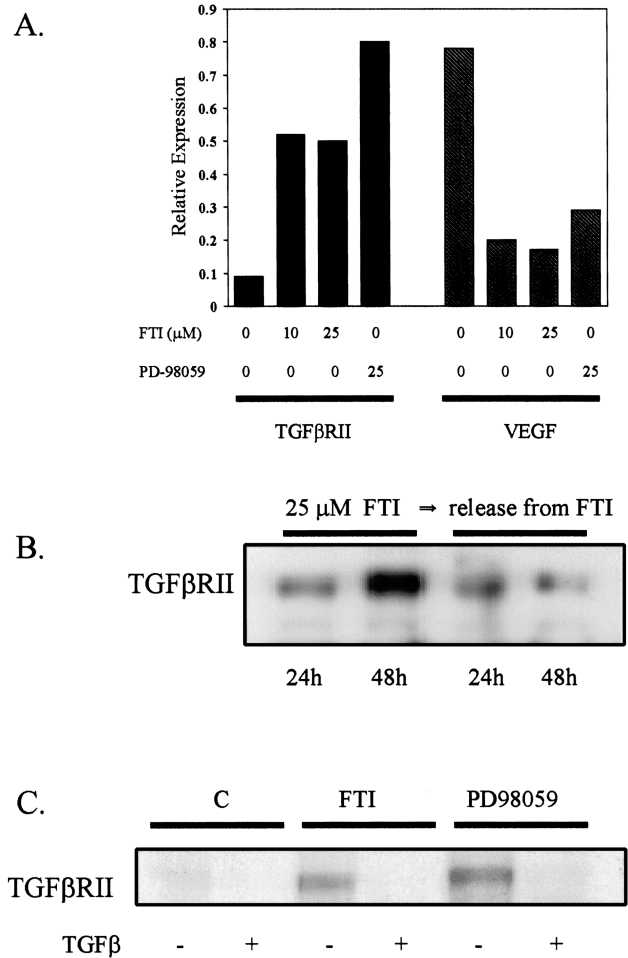 A.
0.9
0.8
0.7
0.6
0.5
0.4
0.3
0.2
0.1
0
Relative Expression
FTI (μM) 0 10 25 0 0 10 25 0
PD-98059 0 0 0 25 0 0 0 25
TGFβRII VEGF
B.
25 μM FTI ⇒ release from FTI
TGFβRII
24h 48h 24h 48h
C.
C FTI PD98059
TGFβRII
TGFβ - + - + - +